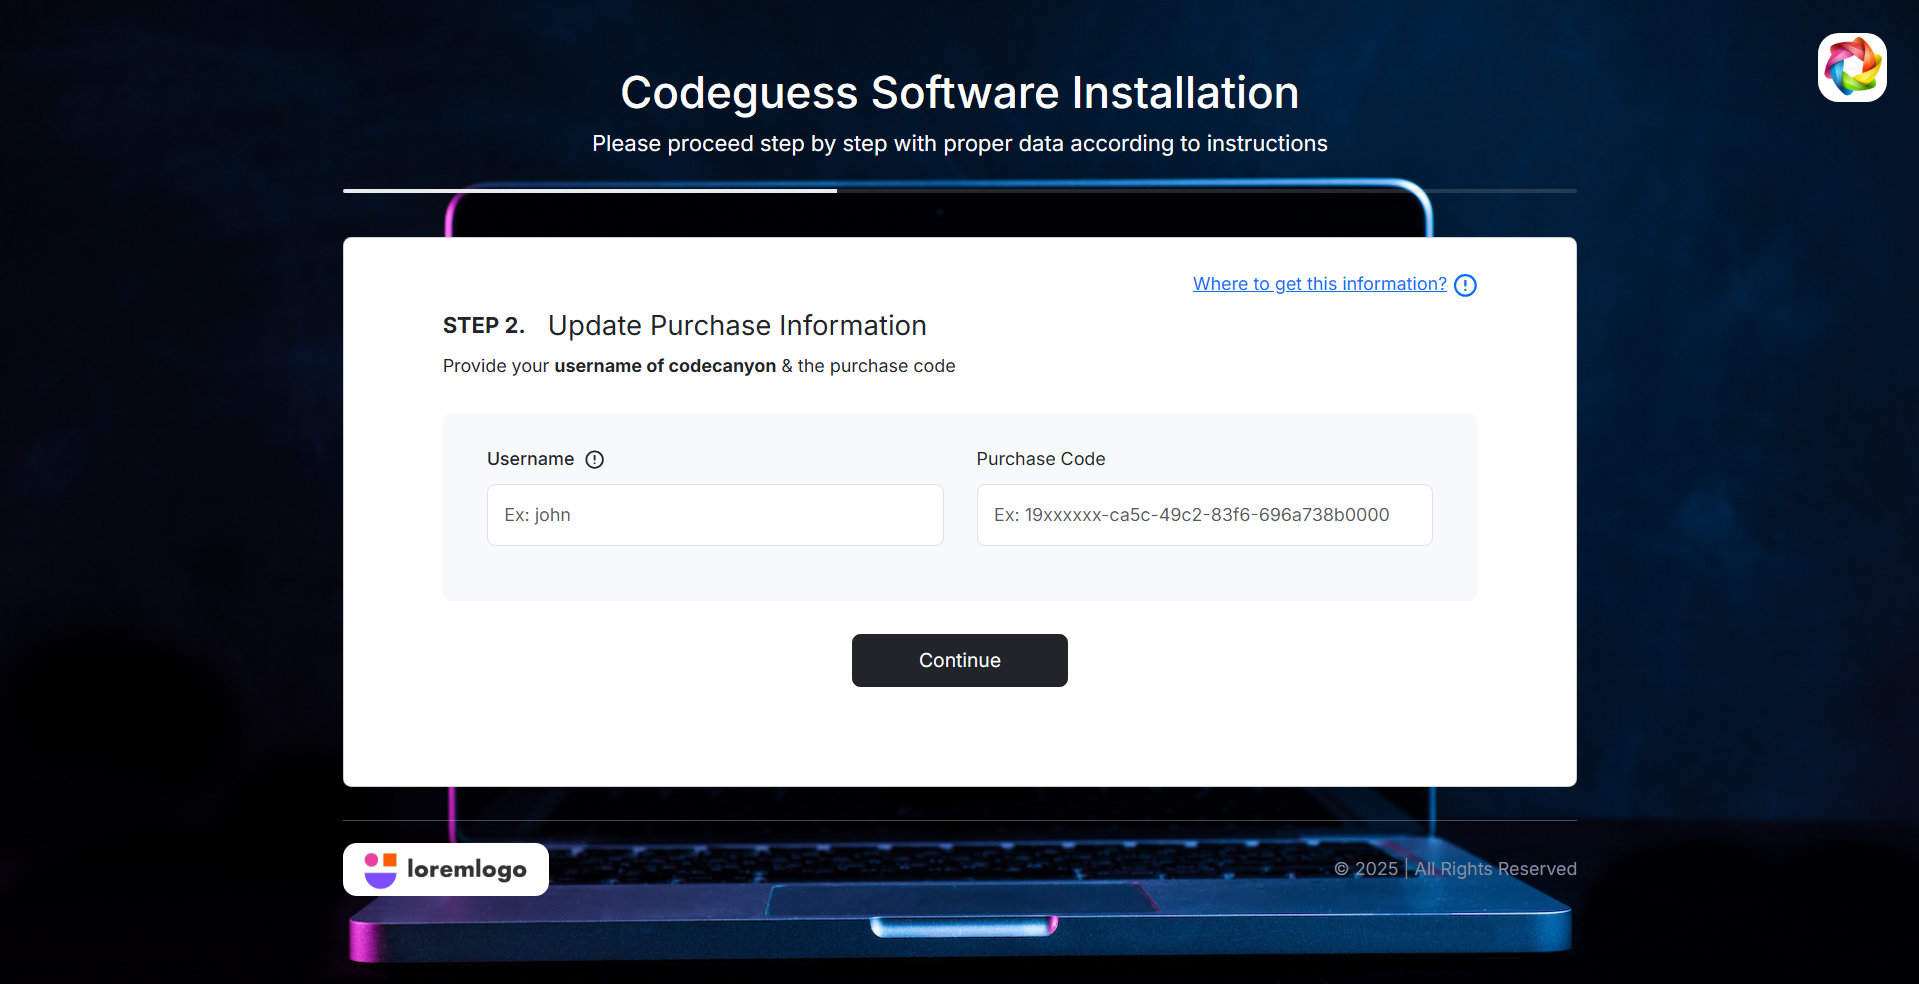 Codeguess Software Installation
Please proceed step by step with proper data according to instructions
Where to get this information?
STEP 2. Update Purchase Information
Provide your username of codecanyon & the purchase code
Username
Purchase Code
Ex: john
Ex: 19xxxxxx-ca5c-49c2-83f6-696a738b0000
Continue
loremlogo
© 2025 | All Rights Reserved